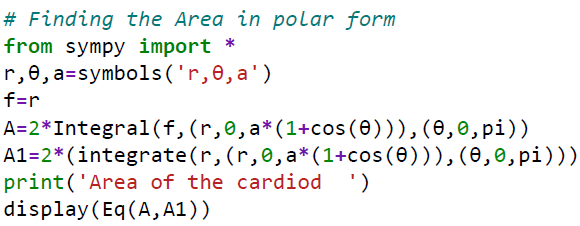 # Finding the Area in polar form
from sympy import *
r,θ,a=symbols('r,θ,a')
f=r
A=2*Integral(f,(r,0,a*(1+cos(θ))),(θ,0,pi))
A1=2*(integrate(r,(r,0,a*(1+cos(θ))),(θ,0,pi)))
print('Area of the cardiod  ')
display(Eq(A,A1))